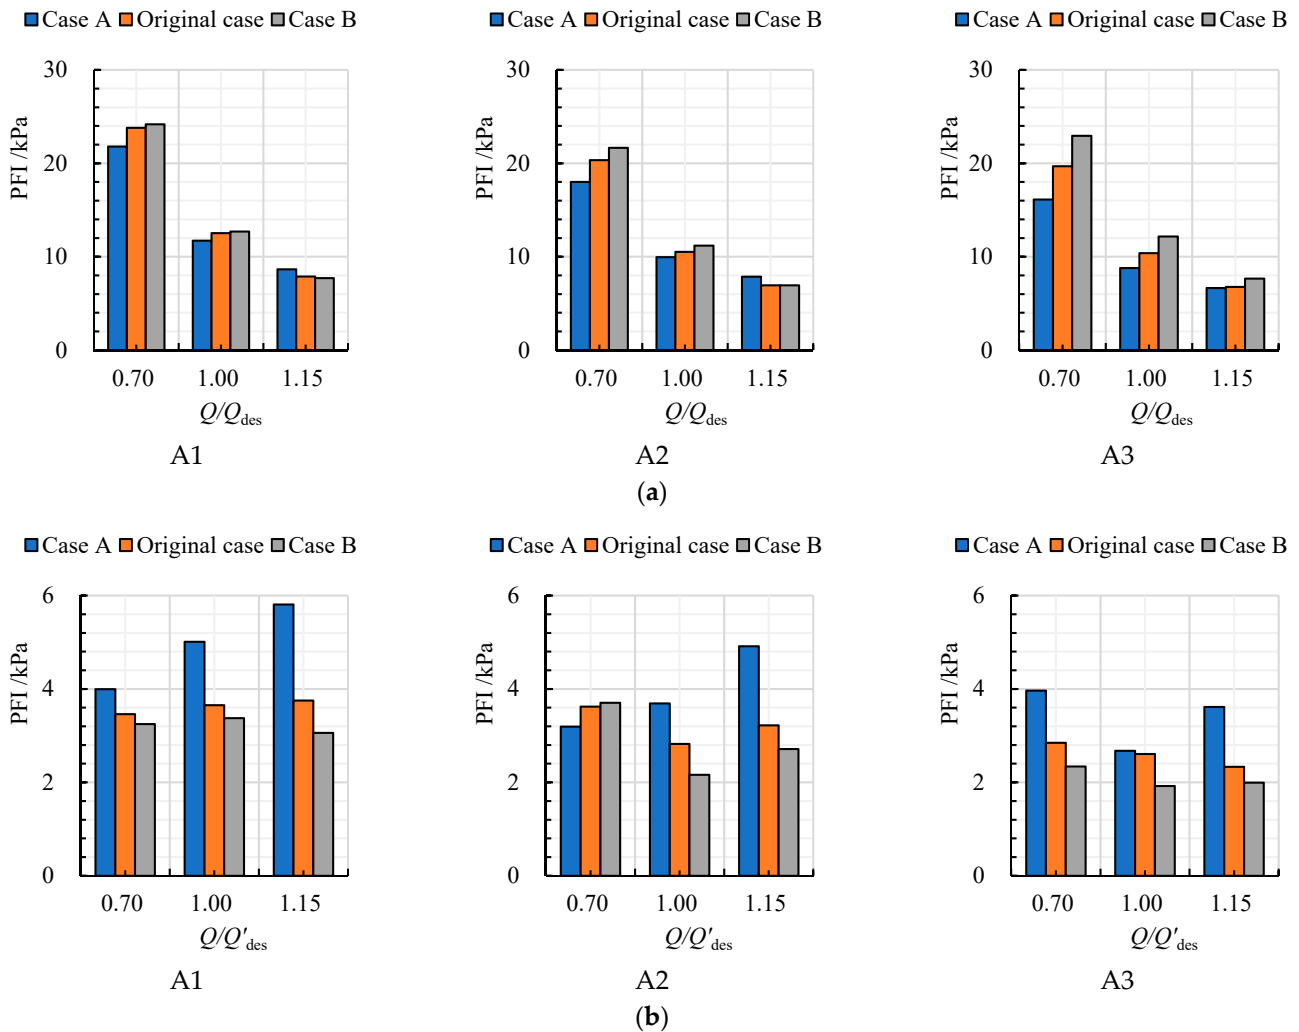 Case A Original case Case B
Case A Original case Case B
Case A Original case Case B
PFI /kPa
30
20
10
0
0.70 1.00 1.15
Q/Qdes
A1
PFI /kPa
30
20
10
0
0.70 1.00 1.15
Q/Qdes
A2
PFI /kPa
30
20
10
0
0.70 1.00 1.15
Q/Qdes
A3
(a)
Case A Original case Case B
Case A Original case Case B
Case A Original case Case B
PFI /kPa
6
4
2
0
0.70 1.00 1.15
Q/Q'des
A1
PFI /kPa
6
4
2
0
0.70 1.00 1.15
Q/Q'des
A2
PFI /kPa
6
4
2
0
0.70 1.00 1.15
Q/Q'des
A3
(b)